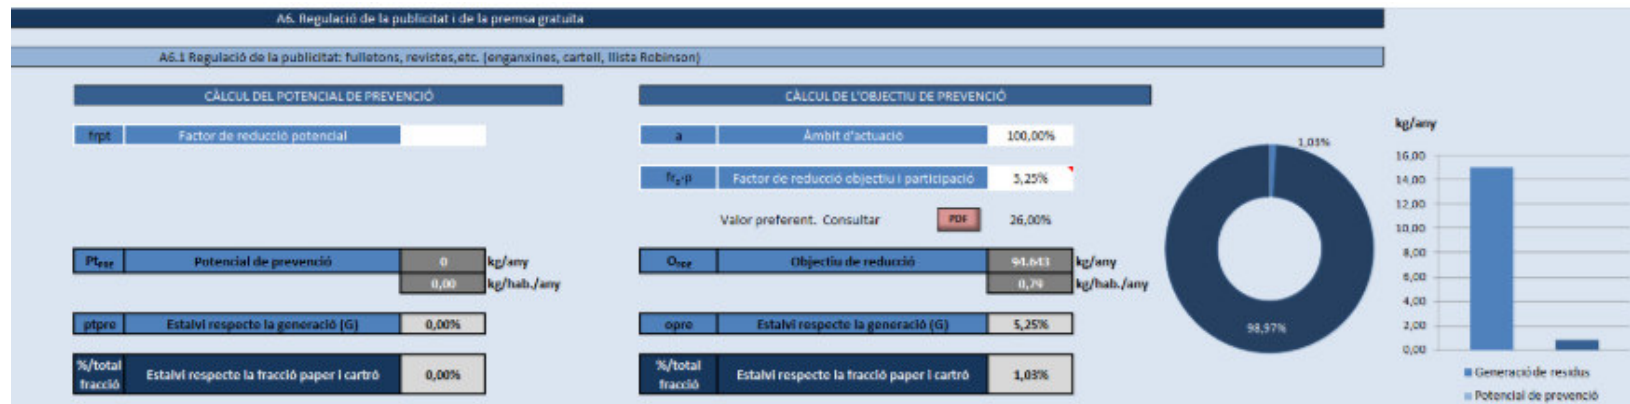 A6. Regulació de la publicitat i de la premsa gratuïta
A6.1 Regulació de la publicitat: fulletons, revistes,etc. (enganxines, cartell, llista Robinson)
CÀLCUL DEL POTENCIAL DE PREVENCIÓ
frpt Factor de reducció potencial
Ptpre Potencial de prevenció 0 kg/any
0,00 kg/hab./any
ptpre Estalvi respecte la generació (G) 0,00%
%/total fracció Estalvi respecte la fracció paper i cartró 0,00%
CÀLCUL DE L'OBJECTIU DE PREVENCIÓ
a Àmbit d'actuació 100,00%
fro·p Factor de reducció objectiu i participació 5,25%
Valor preferent. Consultar PDF 26,00%
Opre Objectiu de reducció 94.643 kg/any
0,79 kg/hab./any
opre Estalvi respecte la generació (G) 5,25%
%/total fracció Estalvi respecte la fracció paper i cartró 1,03%
1,03%
98,97%
kg/any
16,00
14,00
12,00
10,00
8,00
6,00
4,00
2,00
0,00
Generació de residus
Potencial de prevenció